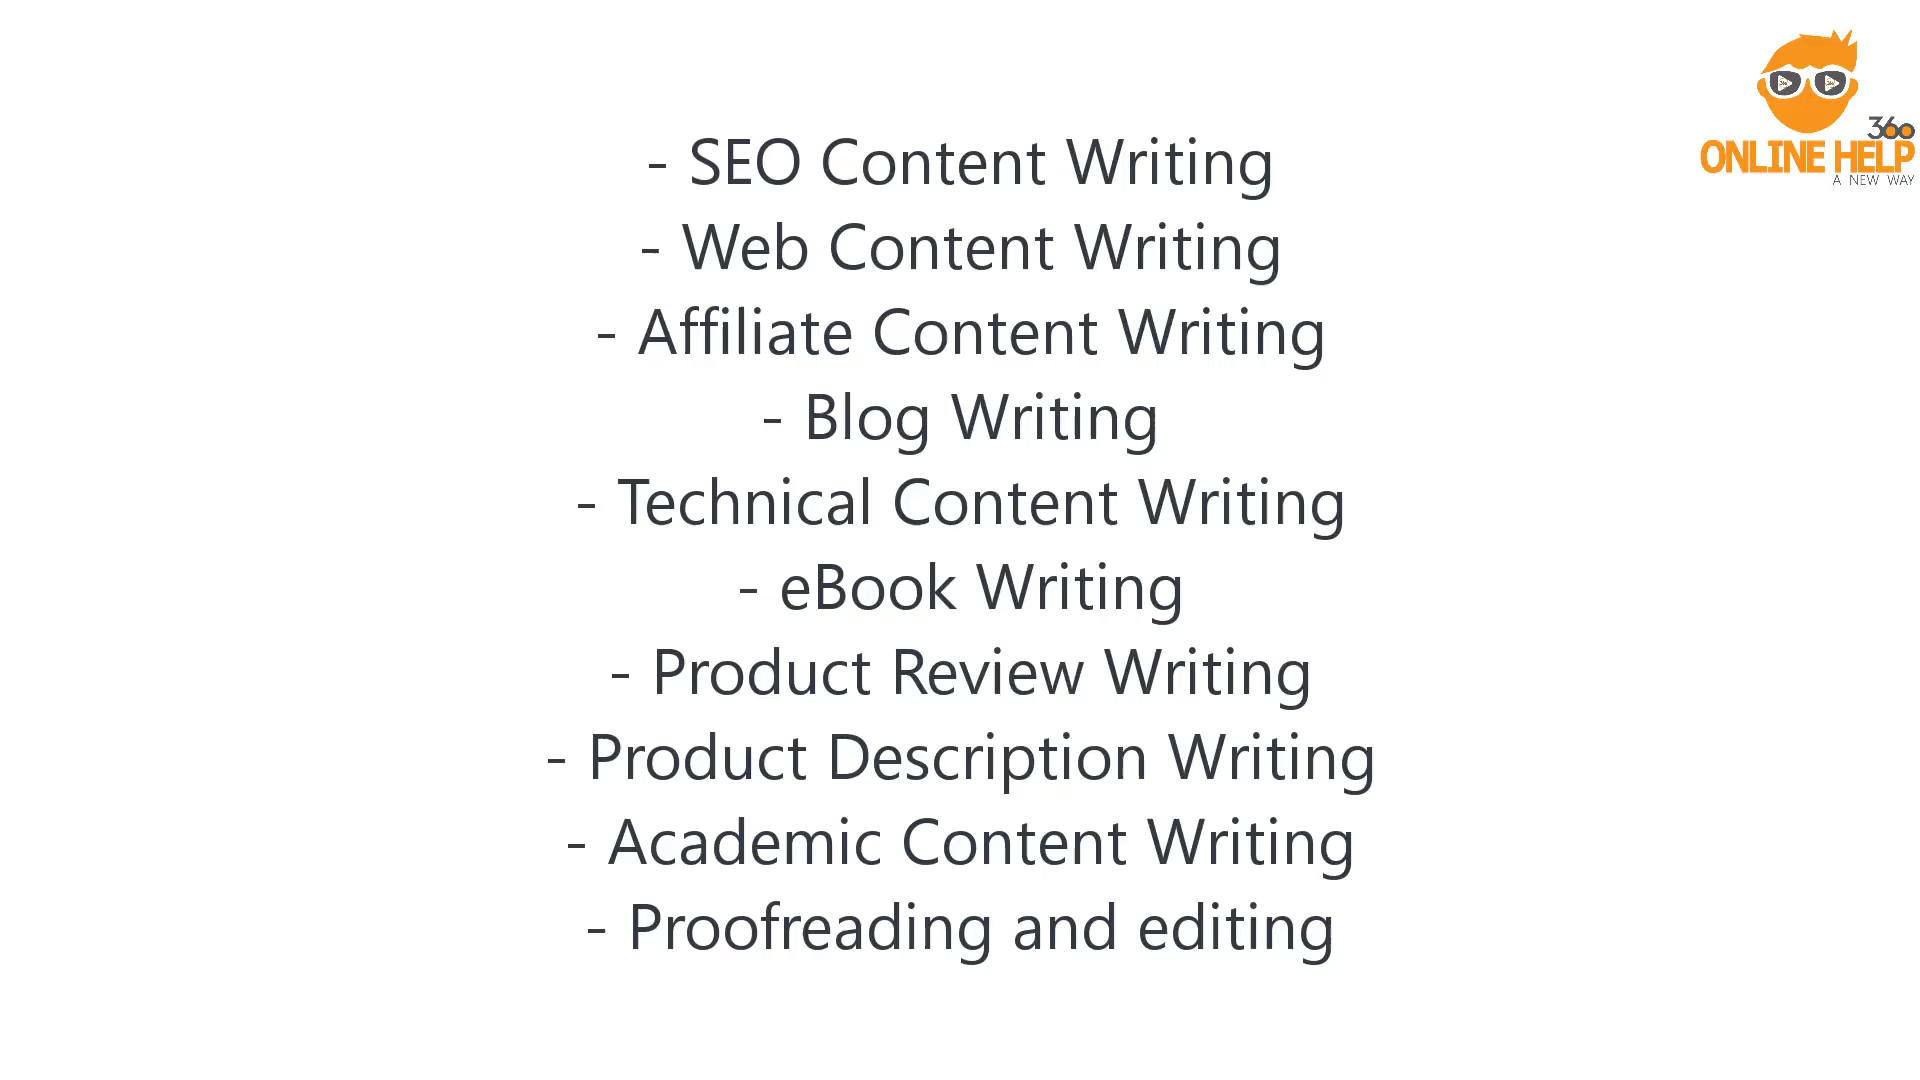 - SEO Content Writing
- Web Content Writing
- Affiliate Content Writing
- Blog Writing
- Technical Content Writing
- eBook Writing
- Product Review Writing
- Product Description Writing
- Academic Content Writing
- Proofreading and editing
360
ONLINE HELP
A NEW WAY